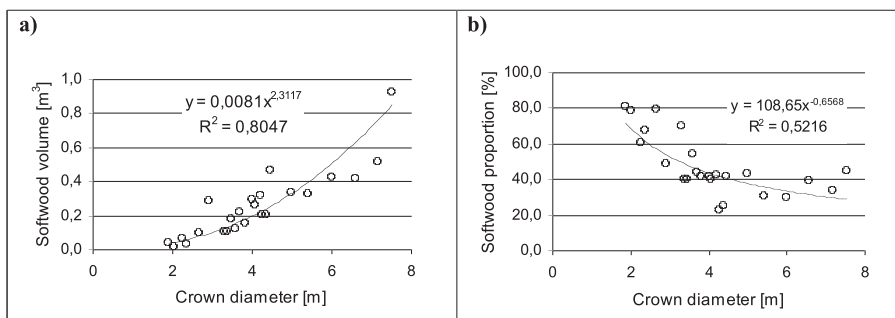 a)
1,0
0,8
0,6
0,4
0,2
0,0
0 2 4 6 8
Softwood volume [m³]
Crown diameter [m]
y = 0,0081x^2,3117
R² = 0,8047
b)
100,0
80,0
60,0
40,0
20,0
0,0
0 2 4 6 8
Softwood proportion [%]
Crown diameter [m]
y = 108,65x^-0,6568
R² = 0,5216